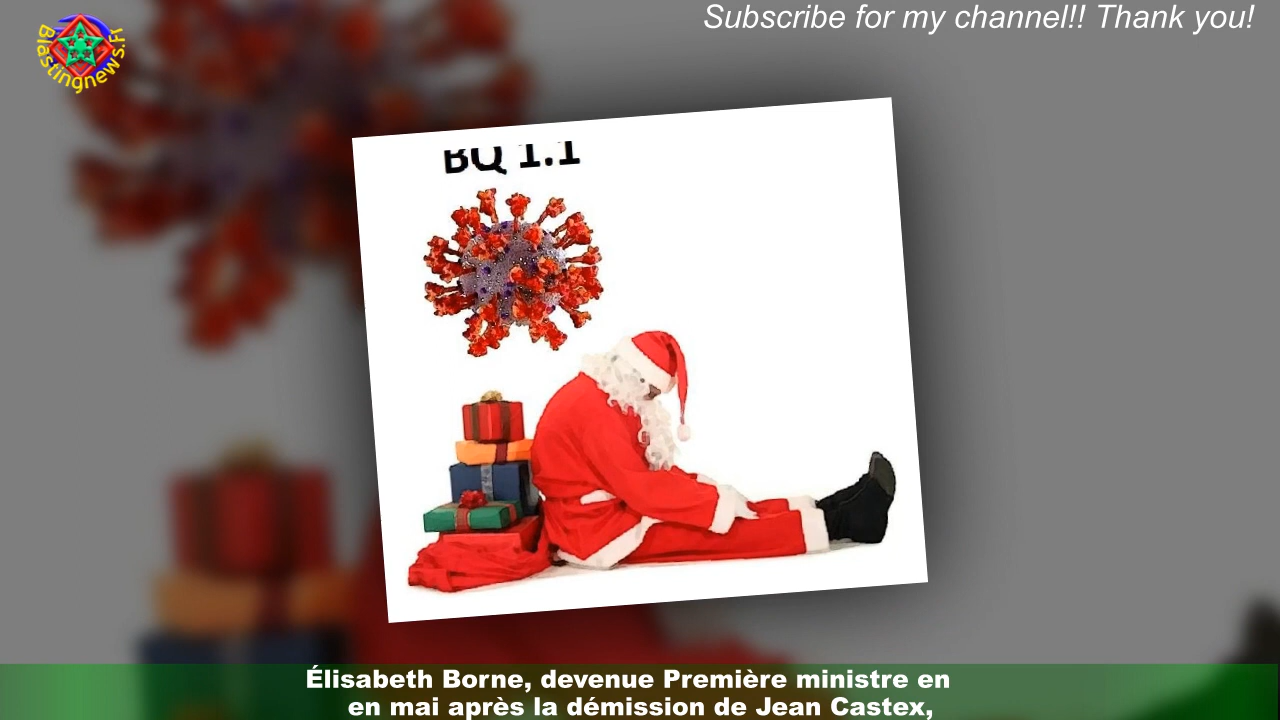 Subscribe for my channel!! Thank you!
Blastingnews.Fr
BQ 1.1
Élisabeth Borne, devenue Première ministre en
en mai après la démission de Jean Castex,